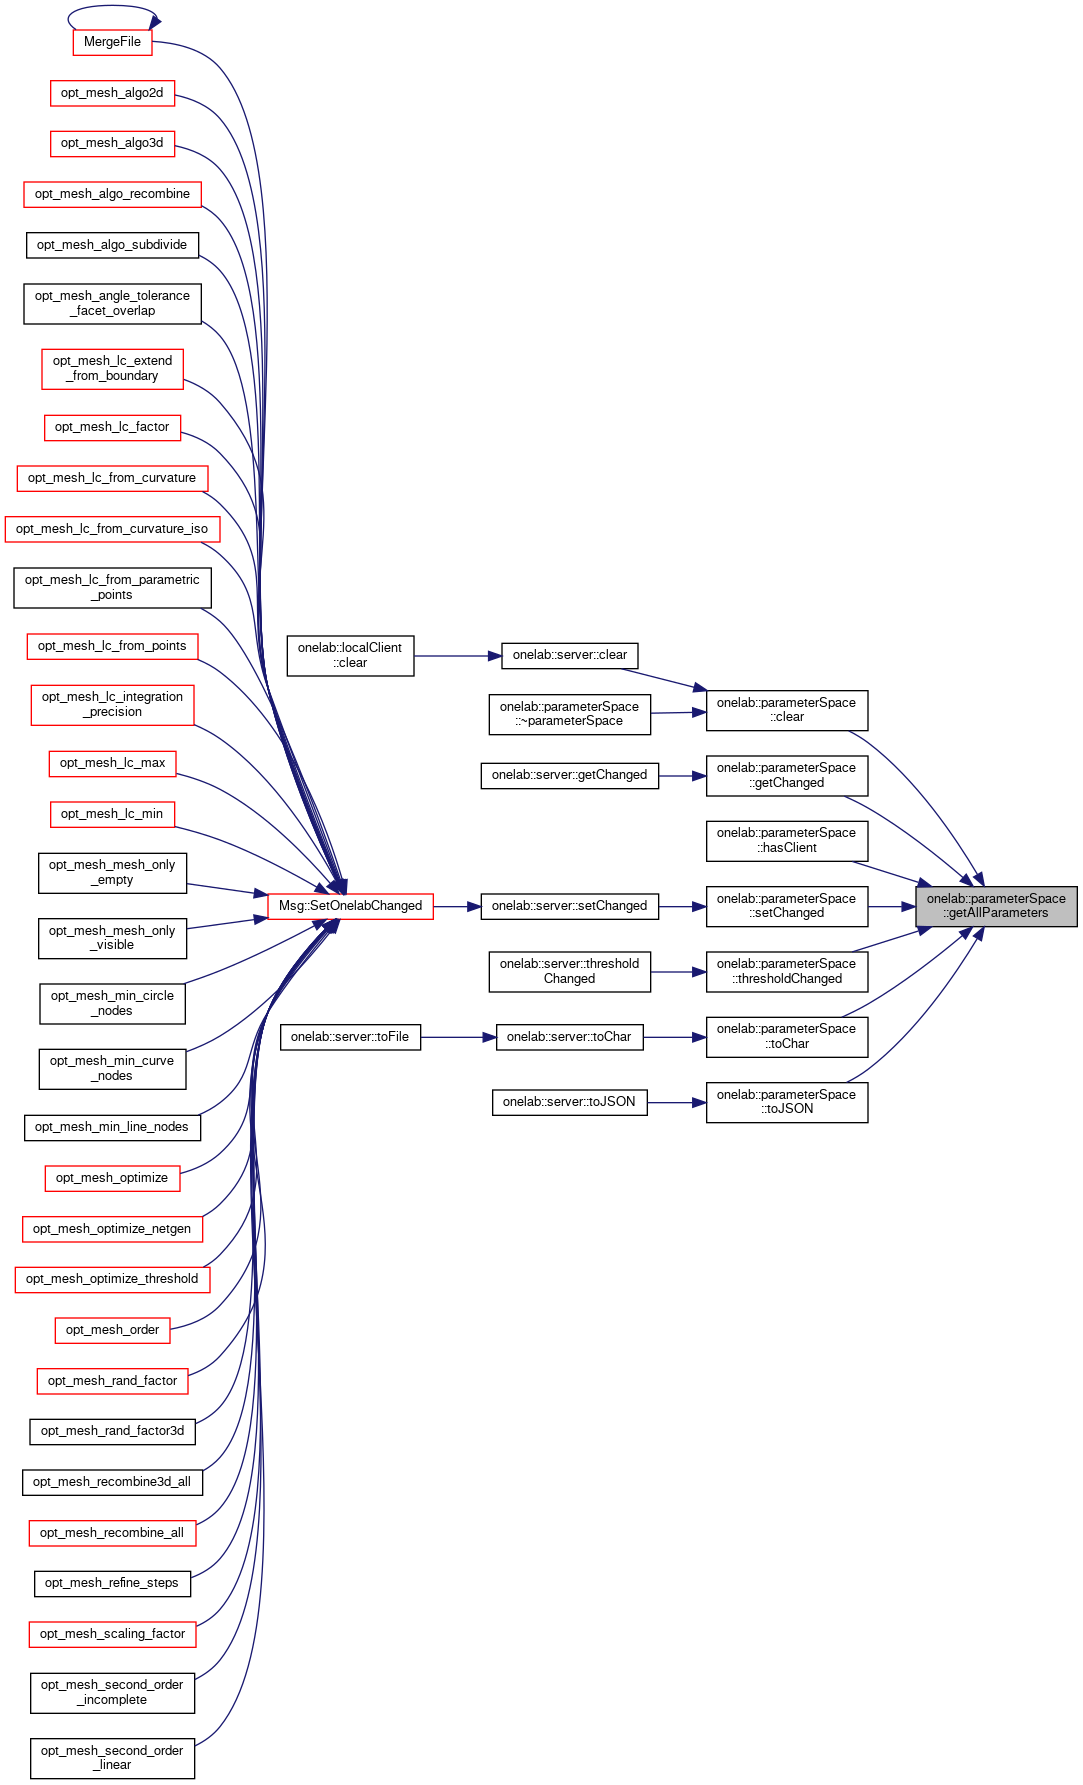 MergeFile
opt_mesh_algo2d
opt_mesh_algo3d
opt_mesh_algo_recombine
opt_mesh_algo_subdivide
opt_mesh_angle_tolerance
_facet_overlap
opt_mesh_lc_extend
_from_boundary
opt_mesh_lc_factor
opt_mesh_lc_from_curvature
opt_mesh_lc_from_curvature_iso
opt_mesh_lc_from_parametric
_points
opt_mesh_lc_from_points
opt_mesh_lc_integration
_precision
opt_mesh_lc_max
opt_mesh_lc_min
opt_mesh_mesh_only
_empty
opt_mesh_mesh_only
_visible
opt_mesh_min_circle
_nodes
opt_mesh_min_curve
_nodes
opt_mesh_min_line_nodes
opt_mesh_optimize
opt_mesh_optimize_netgen
opt_mesh_optimize_threshold
opt_mesh_order
opt_mesh_rand_factor
opt_mesh_rand_factor3d
opt_mesh_recombine3d_all
opt_mesh_recombine_all
opt_mesh_refine_steps
opt_mesh_scaling_factor
opt_mesh_second_order
_incomplete
opt_mesh_second_order
_linear
onelab::localClient
::clear
Msg::SetOnelabChanged
onelab::server::toFile
onelab::server::clear
onelab::parameterSpace
::~parameterSpace
onelab::server::getChanged
onelab::server::setChanged
onelab::server::threshold
Changed
onelab::server::toChar
onelab::server::toJSON
onelab::parameterSpace
::clear
onelab::parameterSpace
::getChanged
onelab::parameterSpace
::hasClient
onelab::parameterSpace
::setChanged
onelab::parameterSpace
::thresholdChanged
onelab::parameterSpace
::toChar
onelab::parameterSpace
::toJSON
onelab::parameterSpace
::getAllParameters